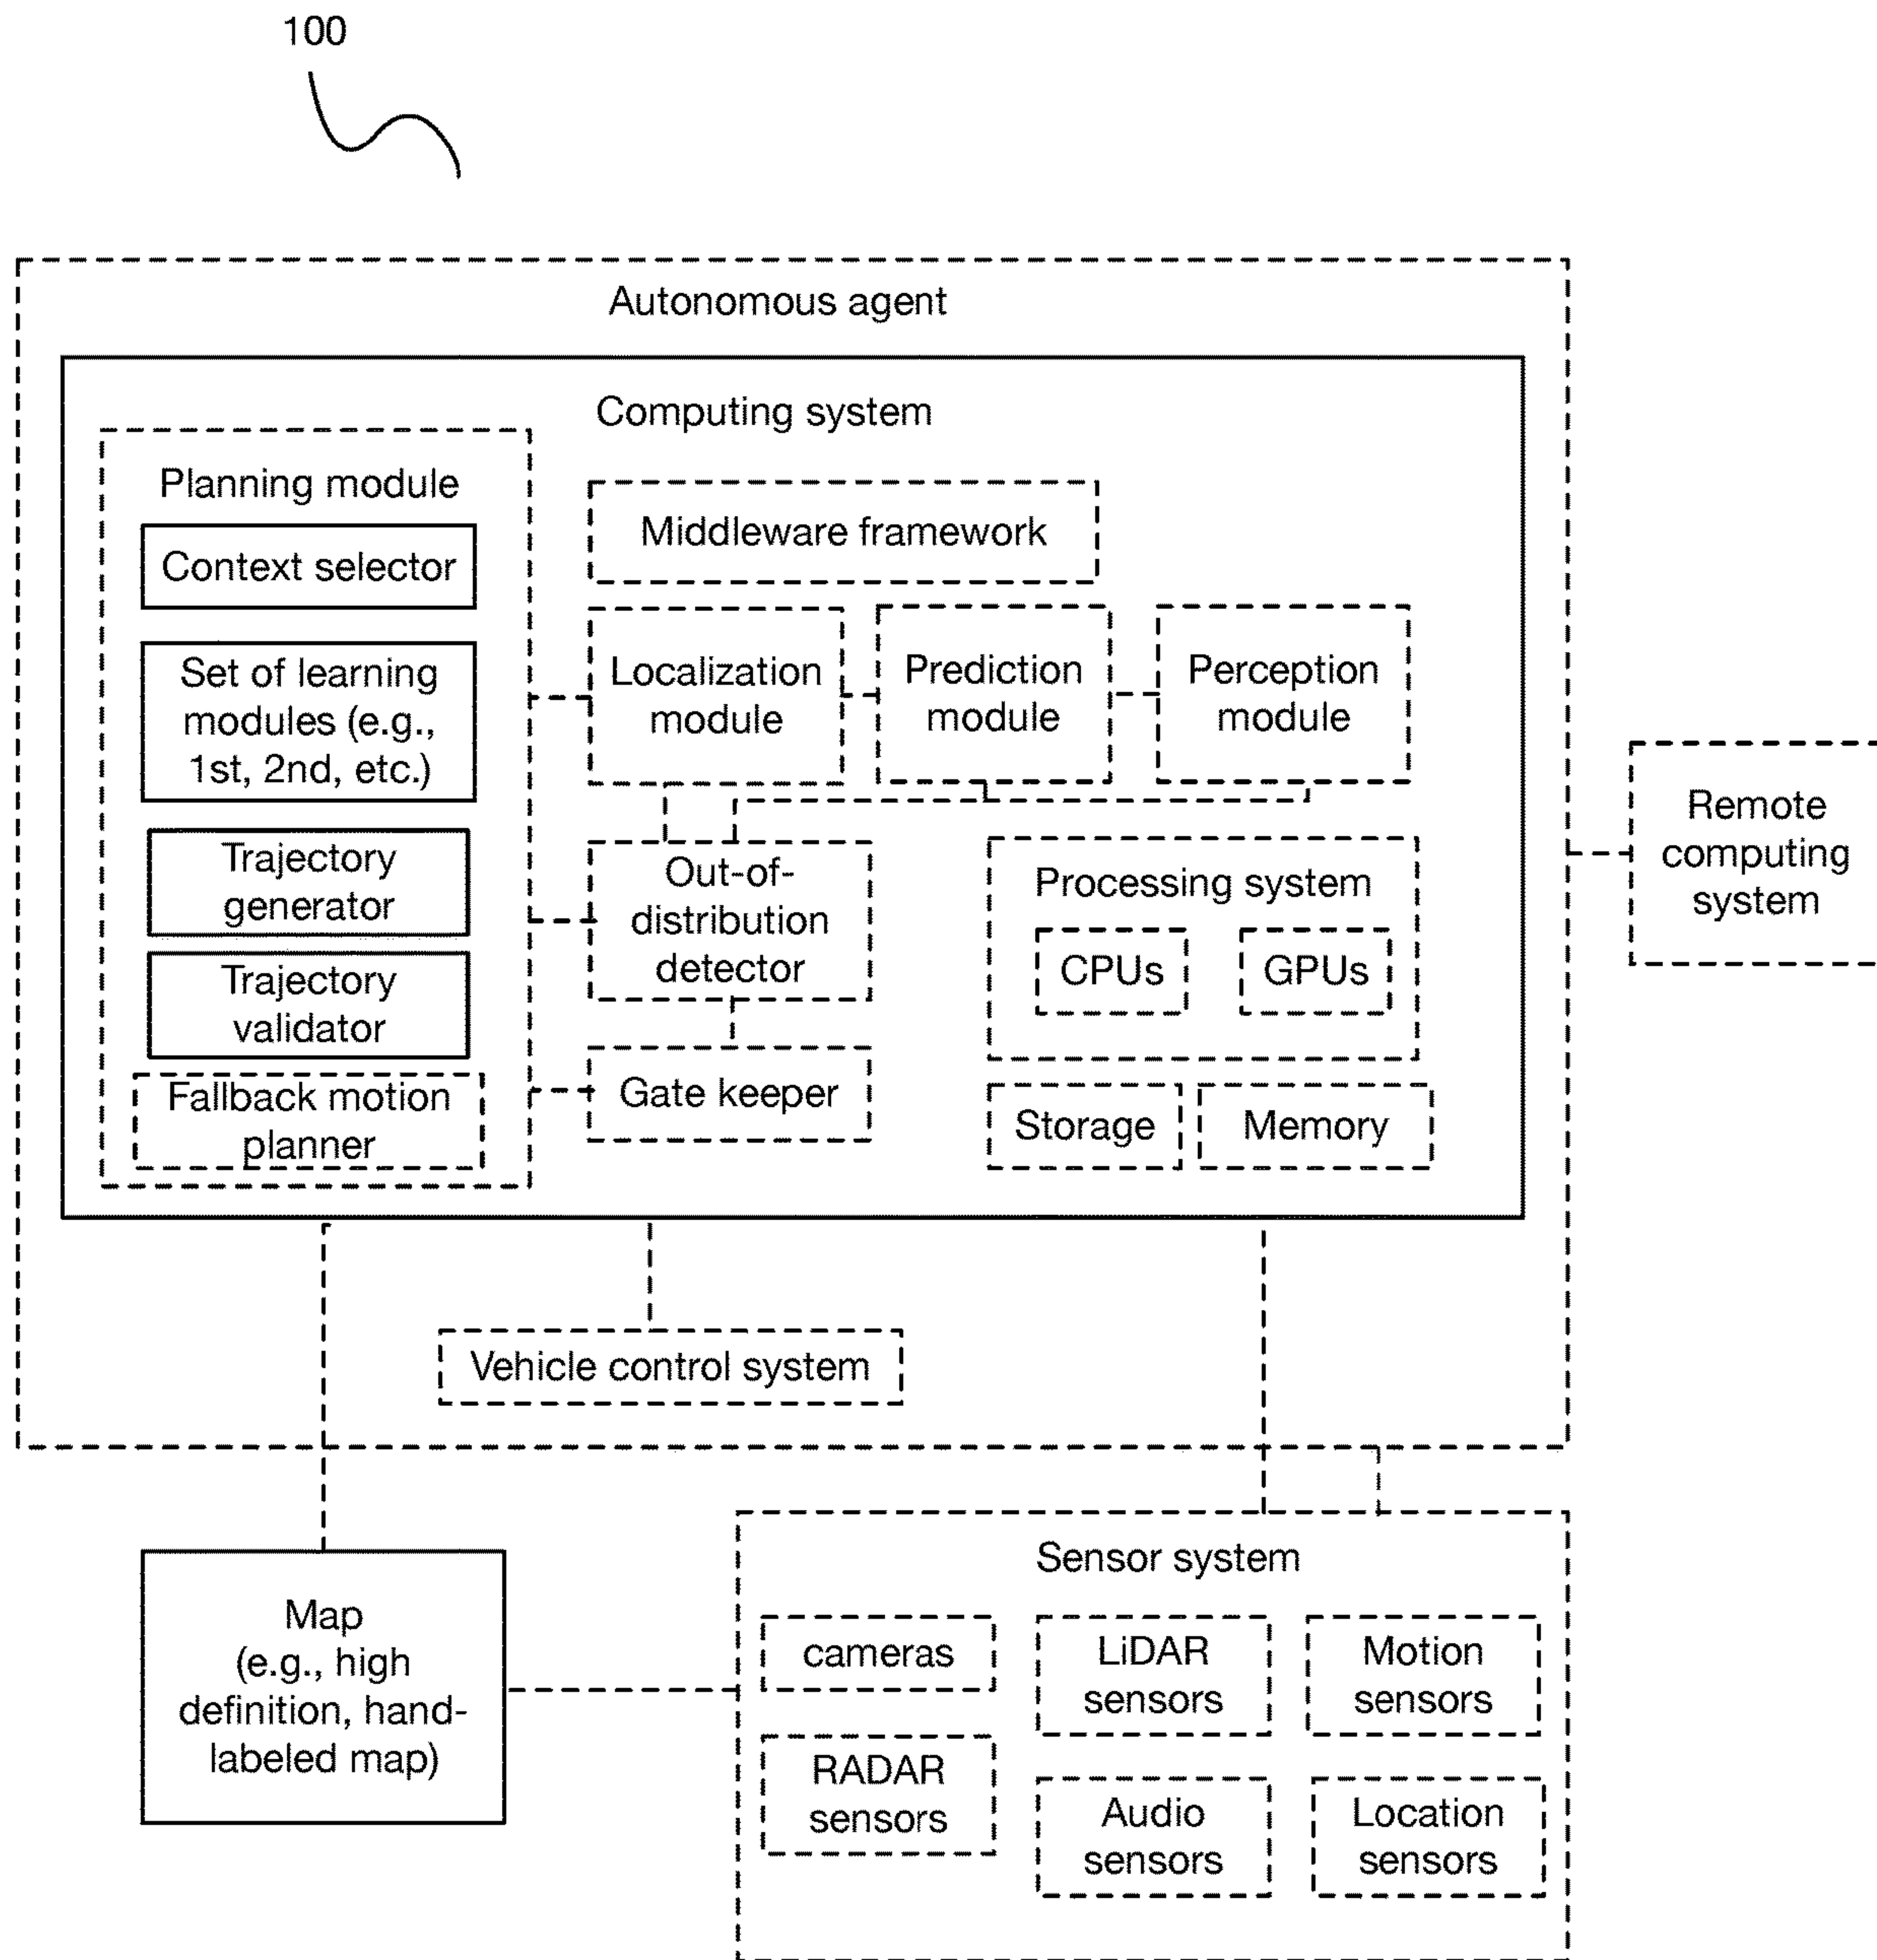 100
Autonomous agent
Computing system
Planning module
Context selector
Set of learning
modules (e.g.,
1st, 2nd, etc.)
Trajectory
generator
Trajectory
validator
Fallback motion
planner
Middleware framework
Localization
module
Prediction
module
Perception
module
Out-of-
distribution
detector
Gate keeper
Processing system
CPUs
GPUs
Storage
Memory
Remote
computing
system
Vehicle control system
Map
(e.g., high
definition, hand-
labeled map)
Sensor system
cameras
LiDAR
sensors
Motion
sensors
RADAR
sensors
Audio
sensors
Location
sensors